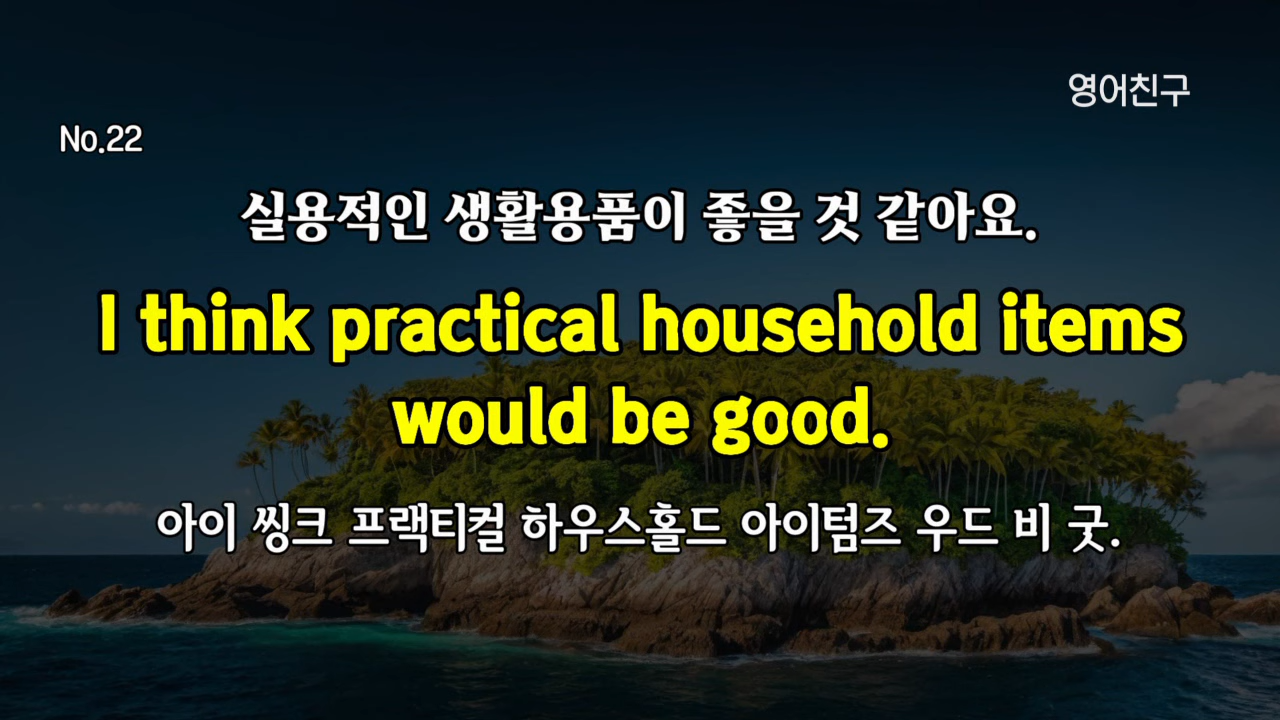 영어친구
No.22
실용적인 생활용품이 좋을 것 같아요.
I think practical household items
would be good.
아이 씽크 프랙티컬 하우스홀드 아이텀즈 우드 비 굿.